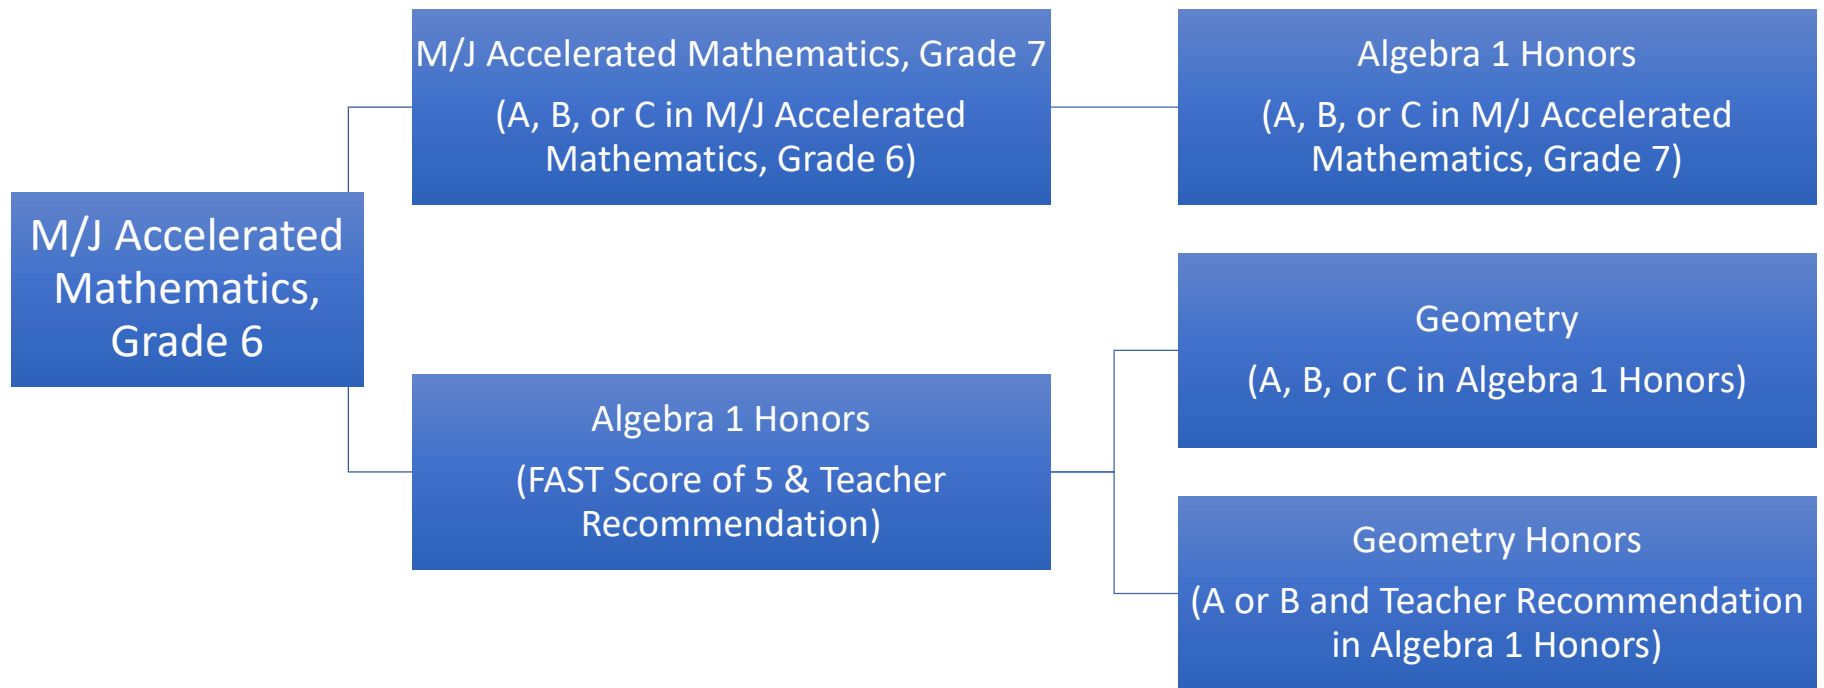 M/J Accelerated
Mathematics,
Grade 6
M/J Accelerated Mathematics, Grade 7
(A, B, or C in M/J Accelerated
Mathematics, Grade 6)
Algebra 1 Honors
(A, B, or C in M/J Accelerated
Mathematics, Grade 7)
Algebra 1 Honors
(FAST Score of 5 & Teacher
Recommendation)
Geometry
(A, B, or C in Algebra 1 Honors)
Geometry Honors
(A or B and Teacher Recommendation
in Algebra 1 Honors)